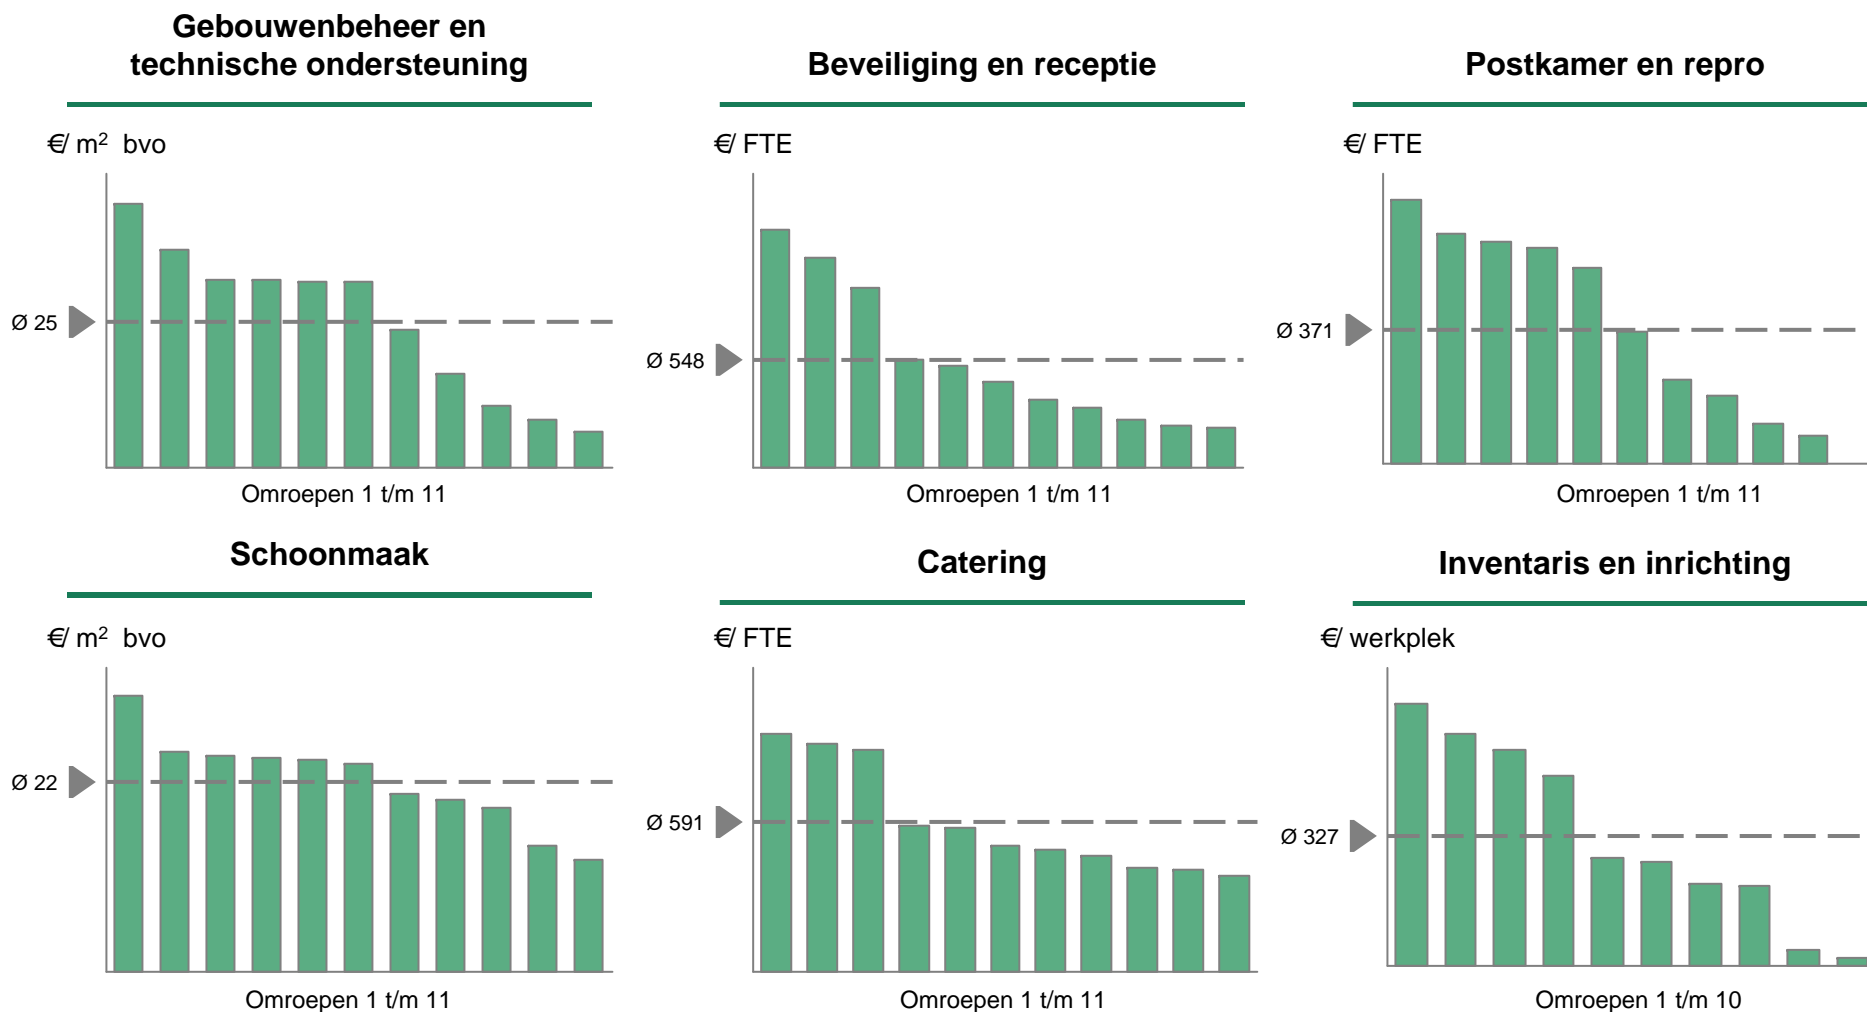 Gebouwenbeheer en
technische ondersteuning
€/ m² bvo
Ø 25
Omroepen 1 t/m 11
Beveiliging en receptie
€/ FTE
Ø 548
Omroepen 1 t/m 11
Postkamer en repro
€/ FTE
Ø 371
Omroepen 1 t/m 11
Schoonmaak
€/ m² bvo
Ø 22
Omroepen 1 t/m 11
Catering
€/ FTE
Ø 591
Omroepen 1 t/m 11
Inventaris en inrichting
€/ werkplek
Ø 327
Omroepen 1 t/m 10